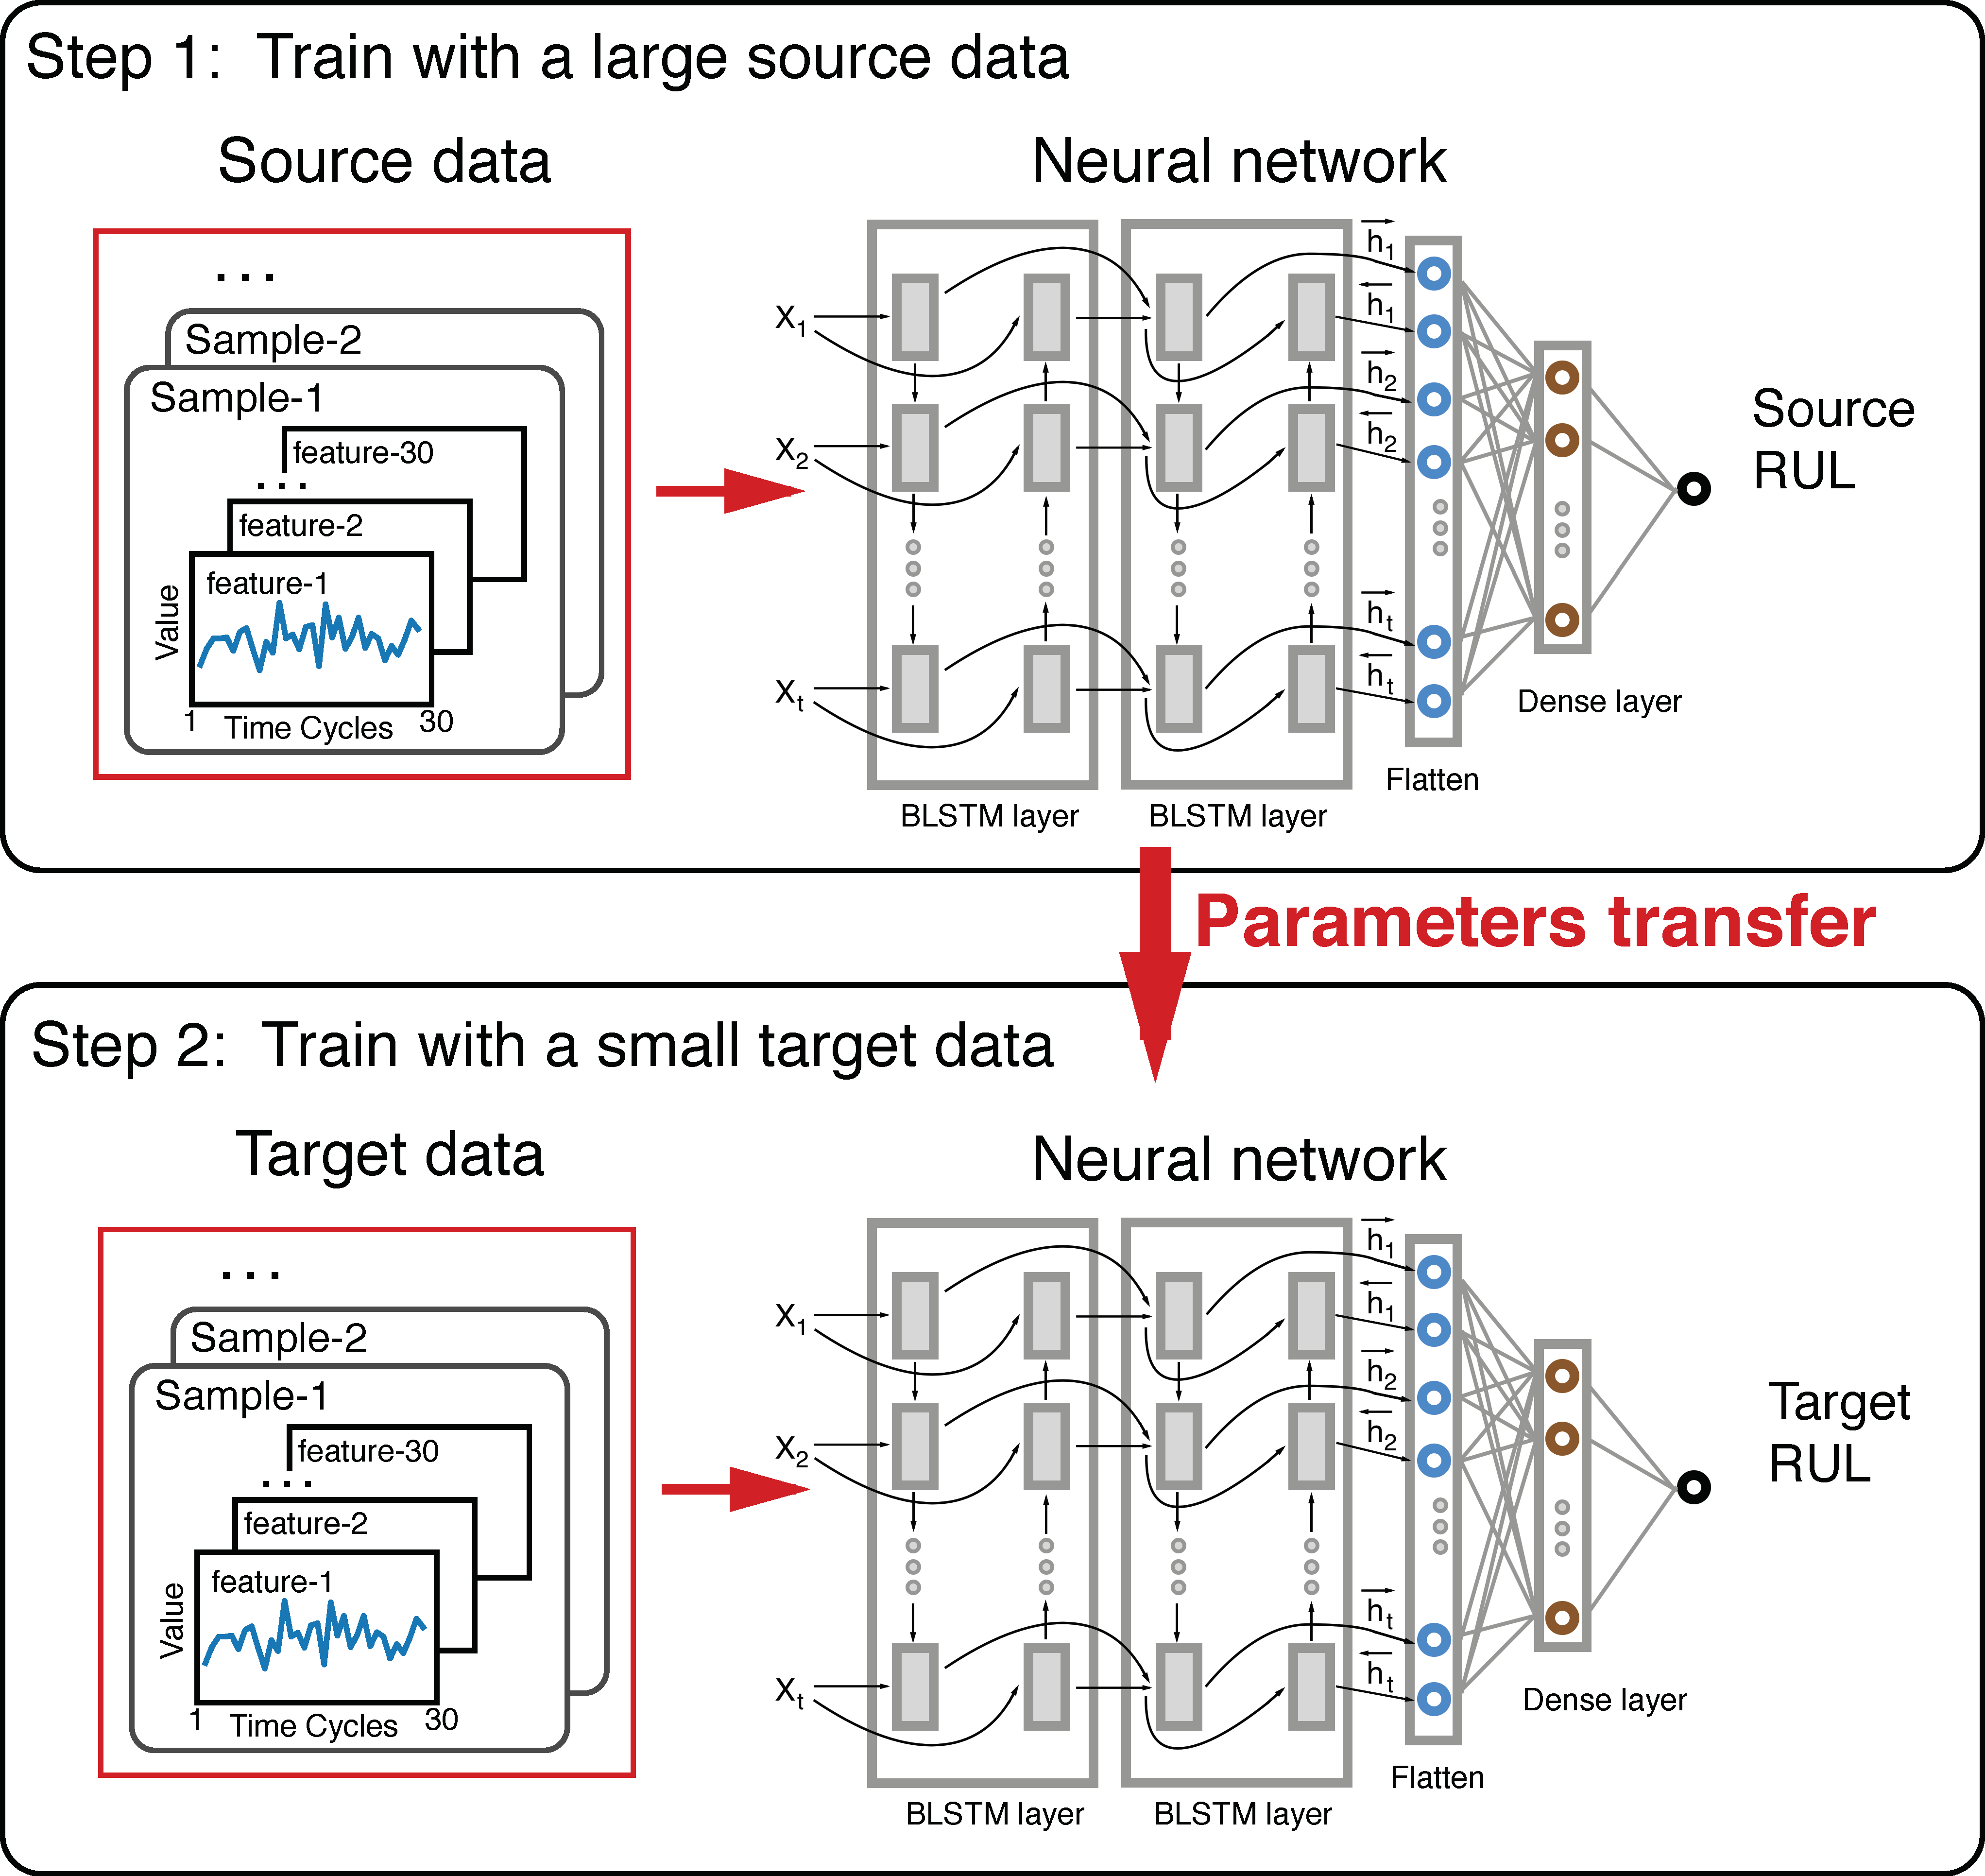 Step 1: Train with a large source data
Source data
Neural network
...
Sample-2
Sample-1
feature-30
...
feature-2
feature-1
Value
1
Time Cycles
30
X1
X2
Xt
h1
h1
h2
h2
ht
ht
BLSTM layer
BLSTM layer
Flatten
Dense layer
Source
RUL
Parameters transfer
Step 2: Train with a small target data
Target data
Neural network
...
Sample-2
Sample-1
feature-30
...
feature-2
feature-1
Value
1
Time Cycles
30
X1
X2
Xt
h1
h1
h2
h2
ht
ht
BLSTM layer
BLSTM layer
Flatten
Dense layer
Target
RUL